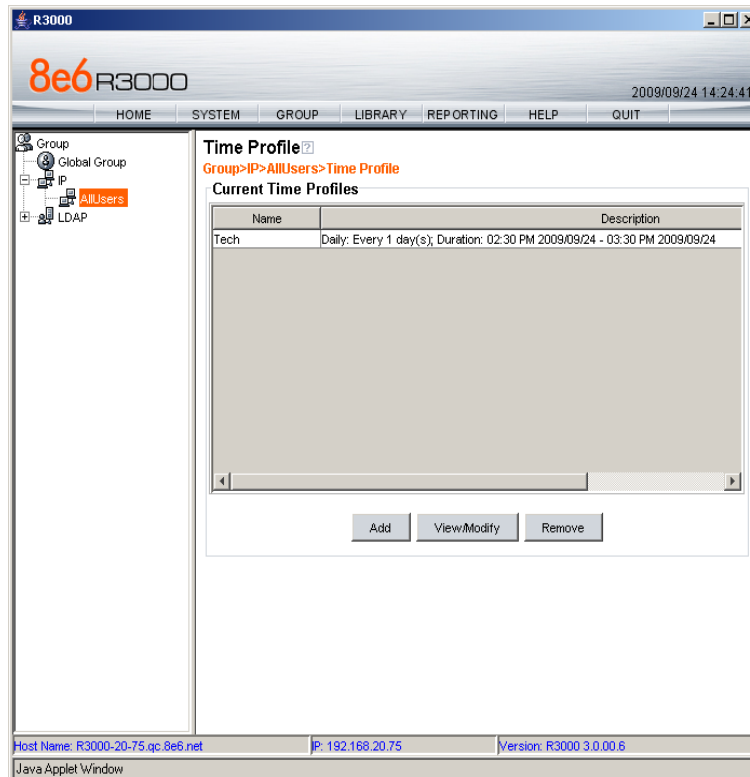 R3000
8e6 R3000
2009/09/24 14:24:41
HOME SYSTEM GROUP LIBRARY REPORTING HELP QUIT
Group
Global Group
IP
AllUsers
LDAP
Time Profile ?
Group>IP>AllUsers>Time Profile
Current Time Profiles
Name Description
Tech Daily: Every 1 day(s); Duration: 02:30 PM 2009/09/24 - 03:30 PM 2009/09/24
Add View/Modify Remove
Host Name: R3000-20-75.qc.8e6.net IP: 192.168.20.75 Version: R3000 3.0.00.6
Java Applet Window